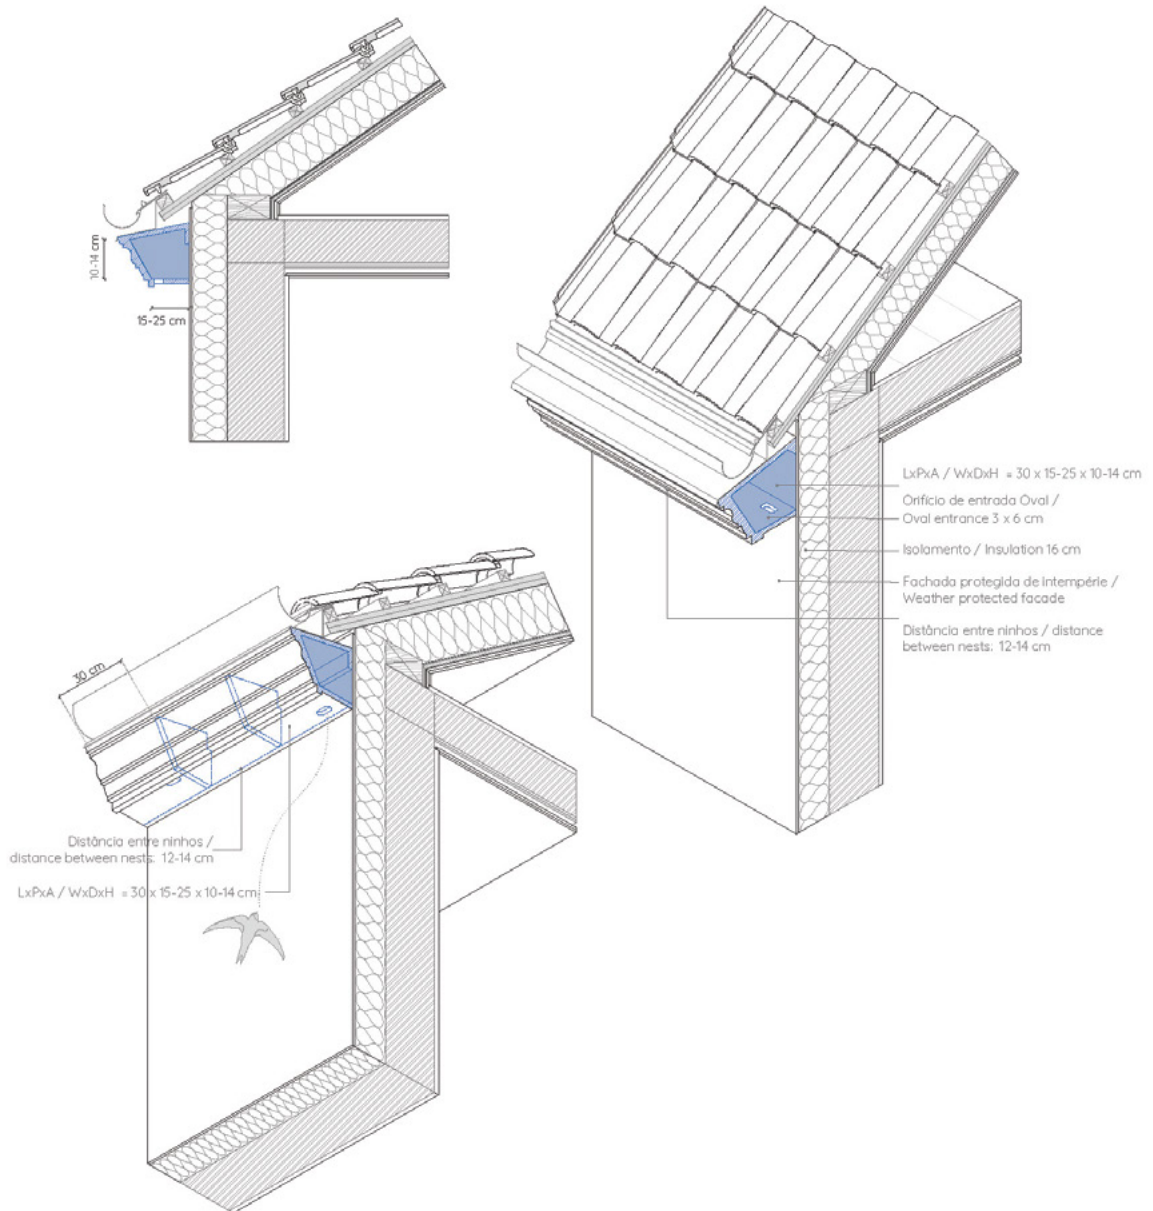 10-14 cm
15-25 cm
LxPxA / WxDxH = 30 x 15-25 x 10-14 cm
Orifício de entrada Oval /
Oval entrance 3 x 6 cm
Isolamento / Insulation 16 cm
Fachada protegida de intempérie /
Weather protected facade
Distância entre ninhos / distance
between nests: 12-14 cm
30 cm
Distância entre ninhos /
distance between nests: 12-14 cm
LxPxA / WxDxH = 30 x 15-25 x 10-14 cm